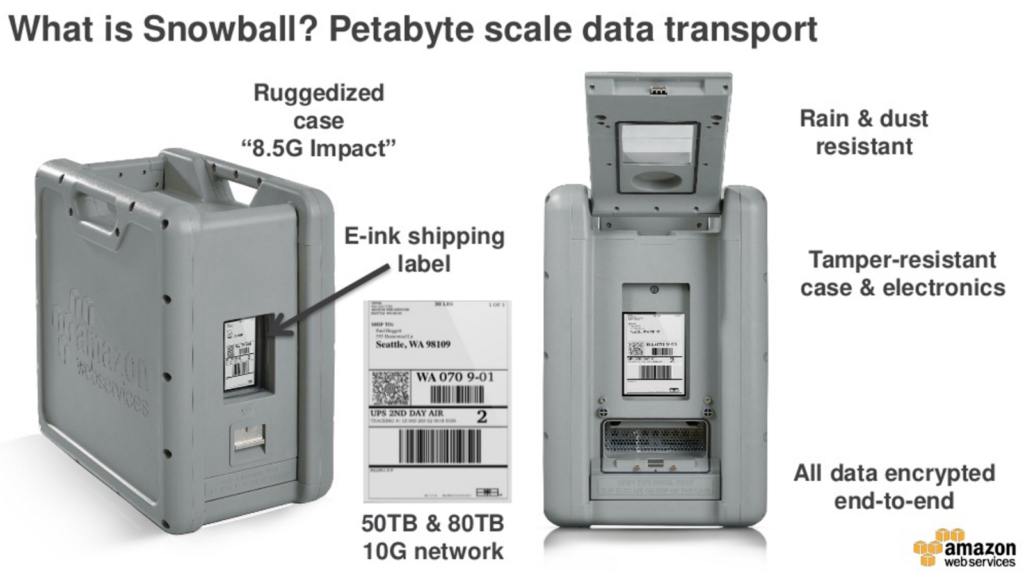 What is Snowball? Petabyte scale data transport
Ruggedized
case
“8.5G Impact”
E-ink shipping
label
amazon
webservices
SHIP TO:
Seattle, WA 98109
WA 070 9-01
UPS 2ND DAY AIR
2
50TB & 80TB
10G network
Rain & dust
resistant
Tamper-resistant
case & electronics
All data encrypted
end-to-end
amazon
webservices